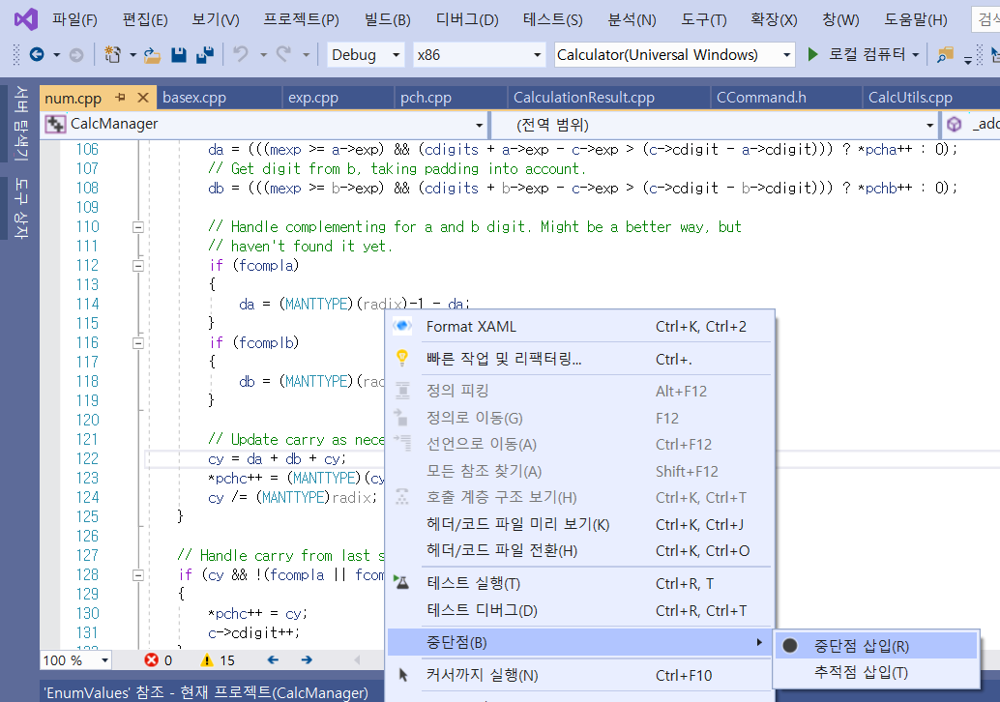 파일(F) 편집(E) 보기(V) 프로젝트(P) 빌드(B) 디버그(D) 테스트(S) 분석(N) 도구(T) 확장(X) 창(W) 도움말(H) 검색
Debug x86 Calculator(Universal Windows) 로컬 컴퓨터
서버 탐색기
도구 상자
num.cpp basex.cpp exp.cpp pch.cpp CalculationResult.cpp CCommand.h CalcUtils.cpp
CalcManager (전역 범위) _add
106 da = (((mexp >= a->exp) && (cdigits + a->exp - c->exp > (c->cdigit - a->cdigit))) ? *pcha++ : 0);
107 // Get digit from b, taking padding into account.
108 db = (((mexp >= b->exp) && (cdigits + b->exp - c->exp > (c->cdigit - b->cdigit))) ? *pchb++ : 0);
109
110 // Handle complementing for a and b digit. Might be a better way, but
111 // haven't found it yet.
112 if (fcompla)
113 {
114 da = (MANTTYPE)(radix)-1 - da;
115 }
116 if (fcomplb)
117 {
118 db = (MANTTYPE)(rad
119 }
120
121 // Update carry as nece
122 cy = da + db + cy;
123 *pchc++ = (MANTTYPE)(cy
124 cy /= (MANTTYPE)radix;
125 }
126
127 // Handle carry from last s
128 if (cy && !(fcompla || fcom
129 {
130 *pchc++ = cy;
131 c->cdigit++;
Format XAML Ctrl+K, Ctrl+2
빠른 작업 및 리팩터링... Ctrl+.
정의 피킹 Alt+F12
정의로 이동(G) F12
선언으로 이동(A) Ctrl+F12
모든 참조 찾기(A) Shift+F12
호출 계층 구조 보기(H) Ctrl+K, Ctrl+T
헤더/코드 파일 미리 보기(K) Ctrl+K, Ctrl+J
헤더/코드 파일 전환(H) Ctrl+K, Ctrl+O
테스트 실행(T) Ctrl+R, T
테스트 디버그(D) Ctrl+R, Ctrl+T
중단점(B)
커서까지 실행(N) Ctrl+F10
중단점 삽입(R)
추적점 삽입(T)
100 % 0 15
'EnumValues' 참조 - 현재 프로젝트(CalcManager)